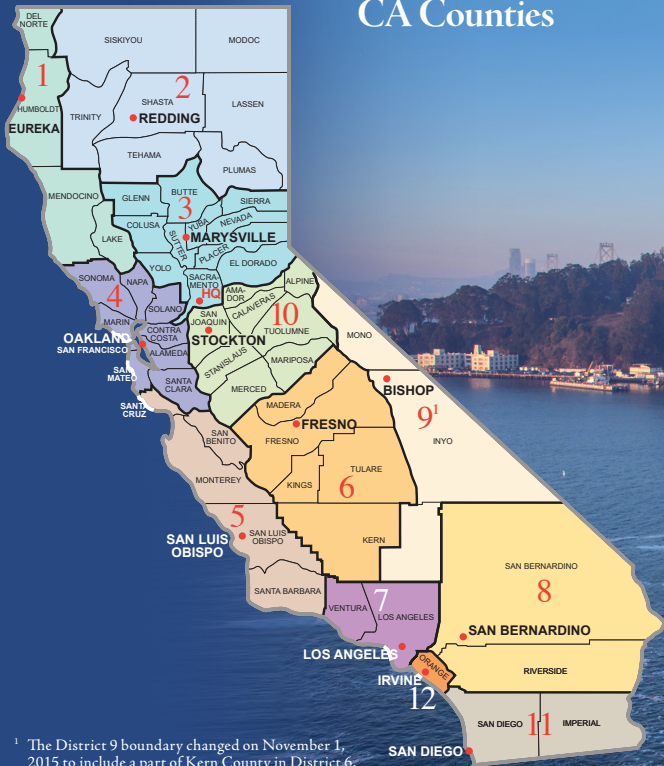 CA Counties
DEL
NORTE
SISKIYOU
MODOC
1
HUMBOLDT
EUREKA
2
SHASTA
REDDING
TRINITY
LASSEN
TEHAMA
PLUMAS
MENDOCINO
LAKE
GLENN
BUTTE
3
COLUSA
SUTTER
YUBA
SIERRA
NEVADA
MARYSVILLE
PLACER
YOLO
EL DORADO
SACRA-
MENTO
HQ
SONOMA
NAPA
4
SOLANO
MARIN
CONTRA
COSTA
OAKLAND
SAN FRANCISCO
ALAMEDA
SAN
MATEO
SANTA
CLARA
SANTA
CRUZ
AMA-
DOR
ALPINE
CALAVERAS
SAN
JOAQUIN
10
TUOLUMNE
STOCKTON
STANISLAUS
MARIPOSA
MERCED
MONO
BISHOP
9¹
INYO
MADERA
FRESNO
FRESNO
TULARE
KINGS
6
KERN
SAN
BENITO
MONTEREY
5
SAN LUIS
OBISPO
SAN LUIS
OBISPO
SANTA BARBARA
VENTURA
7
LOS ANGELES
LOS ANGELES
SAN BERNARDINO
8
SAN BERNARDINO
RIVERSIDE
ORANGE
IRVINE
12
SAN DIEGO
11
IMPERIAL
SAN DIEGO
¹ The District 9 boundary changed on November 1,
2015 to include a part of Kern County in District 6.